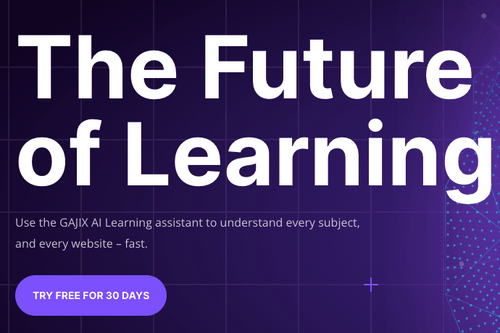 The Future
of Learning
Use the GAJIX AI Learning assistant to understand every subject,
and every website – fast.
TRY FREE FOR 30 DAYS